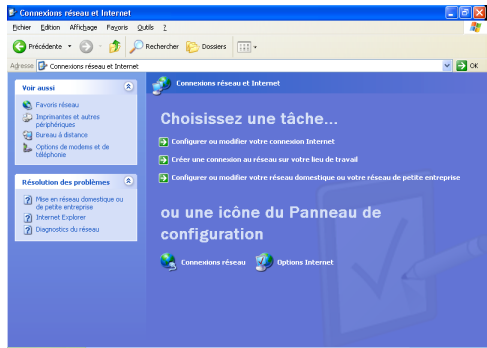 Connexions réseau et Internet
Fichier Edition Affichage Favoris Outils ?
Précédente Rechercher Dossiers
Adresse Connexions réseau et Internet OK
Voir aussi
Favoris réseau
Imprimantes et autres
périphériques
Bureau à distance
Options de modems et de
téléphonie
Résolution des problèmes
Mise en réseau domestique ou
de petite entreprise
Internet Explorer
Diagnostics du réseau
Connexions réseau et Internet
Choisissez une tâche...
Configurer ou modifier votre connexion Internet
Créer une connexion au réseau sur votre lieu de travail
Configurer ou modifier votre réseau domestique ou votre réseau de petite entreprise
ou une icône du Panneau de
configuration
Connexions réseau Options Internet